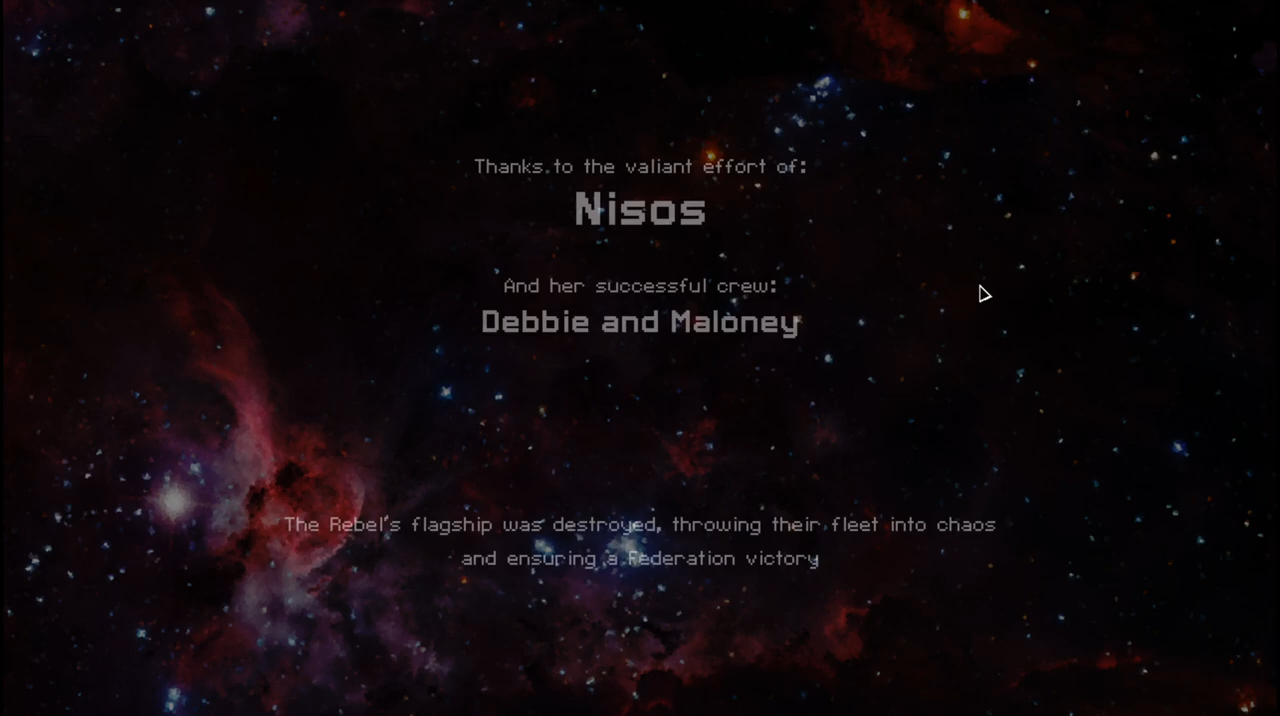 Thanks to the valiant effort of:
Nisos
And her successful crew:
Debbie and Maloney
The Rebel's flagship was destroyed, throwing their fleet into chaos
and ensuring a Federation victory